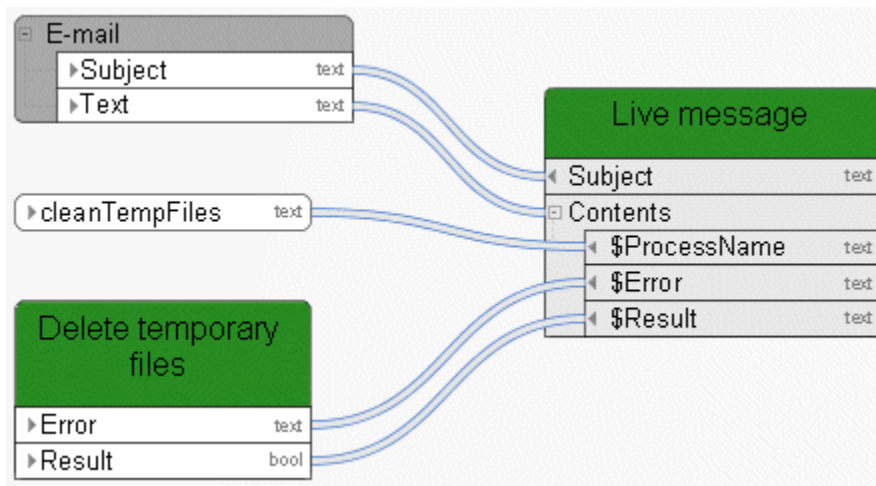 E-mail
Subject text
Text text
cleanTempFiles text
Delete temporary
files
Error text
Result bool
Live message
Subject text
Contents
$ProcessName text
$Error text
$Result text